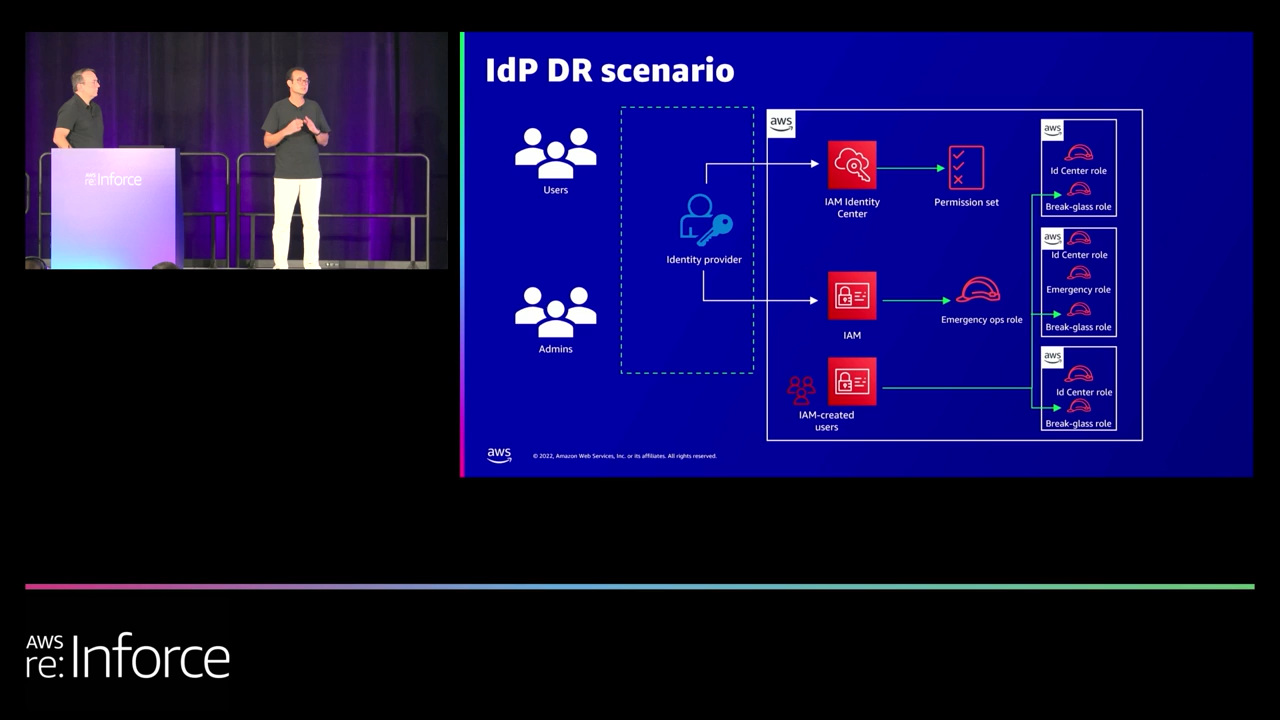 AWS
re:Inforce
IdP DR scenario
Users
Admins
Identity provider
aws
IAM Identity
Center
Permission set
IAM
Emergency ops role
IAM-created
users
aws
Id Center role
Break-glass role
aws
Id Center role
Emergency role
Break-glass role
aws
Id Center role
Break-glass role
aws
© 2022, Amazon Web Services, Inc. or its affiliates. All rights reserved.
AWS
re:Inforce